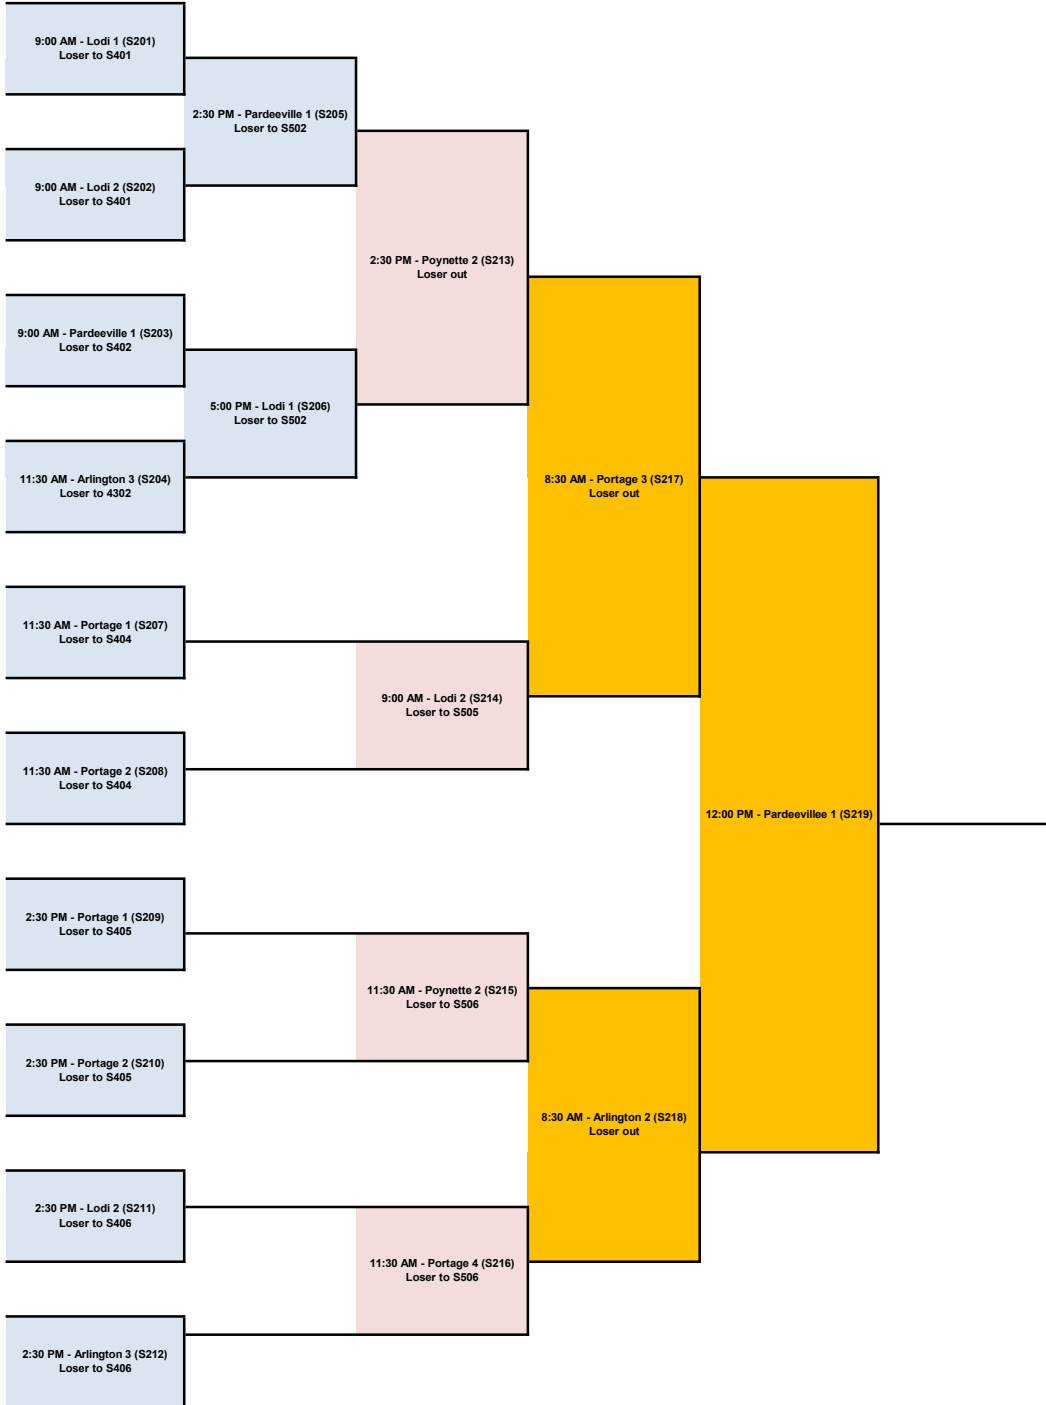 9:00 AM - Lodi 1 (S201)
Loser to S401
2:30 PM - Pardeeville 1 (S205)
Loser to S502
9:00 AM - Lodi 2 (S202)
Loser to S401
2:30 PM - Poynette 2 (S213)
Loser out
9:00 AM - Pardeeville 1 (S203)
Loser to S402
5:00 PM - Lodi 1 (S206)
Loser to S502
11:30 AM - Arlington 3 (S204)
Loser to 4302
8:30 AM - Portage 3 (S217)
Loser out
11:30 AM - Portage 1 (S207)
Loser to S404
9:00 AM - Lodi 2 (S214)
Loser to S505
11:30 AM - Portage 2 (S208)
Loser to S404
12:00 PM - Pardeevillee 1 (S219)
2:30 PM - Portage 1 (S209)
Loser to S405
11:30 AM - Poynette 2 (S215)
Loser to S506
2:30 PM - Portage 2 (S210)
Loser to S405
8:30 AM - Arlington 2 (S218)
Loser out
2:30 PM - Lodi 2 (S211)
Loser to S406
11:30 AM - Portage 4 (S216)
Loser to S506
2:30 PM - Arlington 3 (S212)
Loser to S406